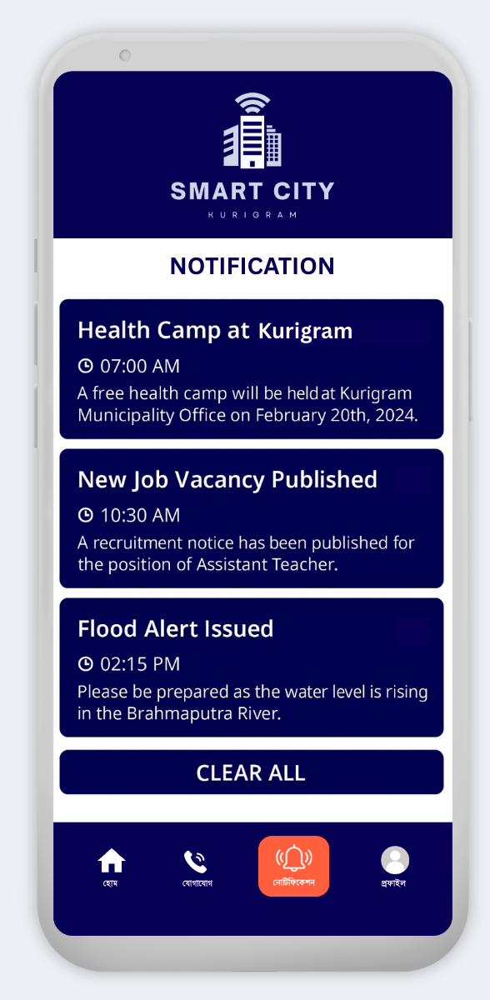 SMART CITY
KURIGRAM
NOTIFICATION
Health Camp at Kurigram
07:00 AM
A free health camp will be held at Kurigram
Municipality Office on February 20th, 2024.
New Job Vacancy Published
10:30 AM
A recruitment notice has been published for
the position of Assistant Teacher.
Flood Alert Issued
02:15 PM
Please be prepared as the water level is rising
in the Brahmaputra River.
CLEAR ALL
হোম
যোগাযোগ
নোটিফিকেশন
প্রফাইল